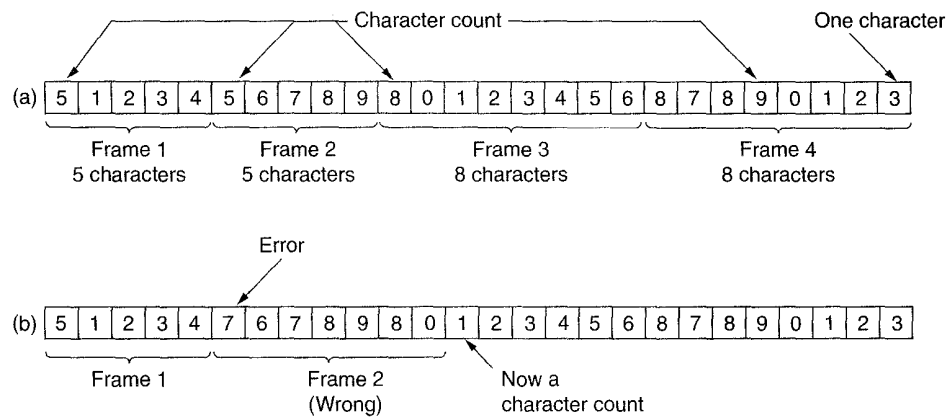 Character count
One character
(a) 5 1 2 3 4 5 6 7 8 9 8 0 1 2 3 4 5 6 8 7 8 9 0 1 2 3
Frame 1
5 characters
Frame 2
5 characters
Frame 3
8 characters
Frame 4
8 characters
Error
(b) 5 1 2 3 4 7 6 7 8 9 8 0 1 2 3 4 5 6 8 7 8 9 0 1 2 3
Frame 1
Frame 2
(Wrong)
Now a
character count